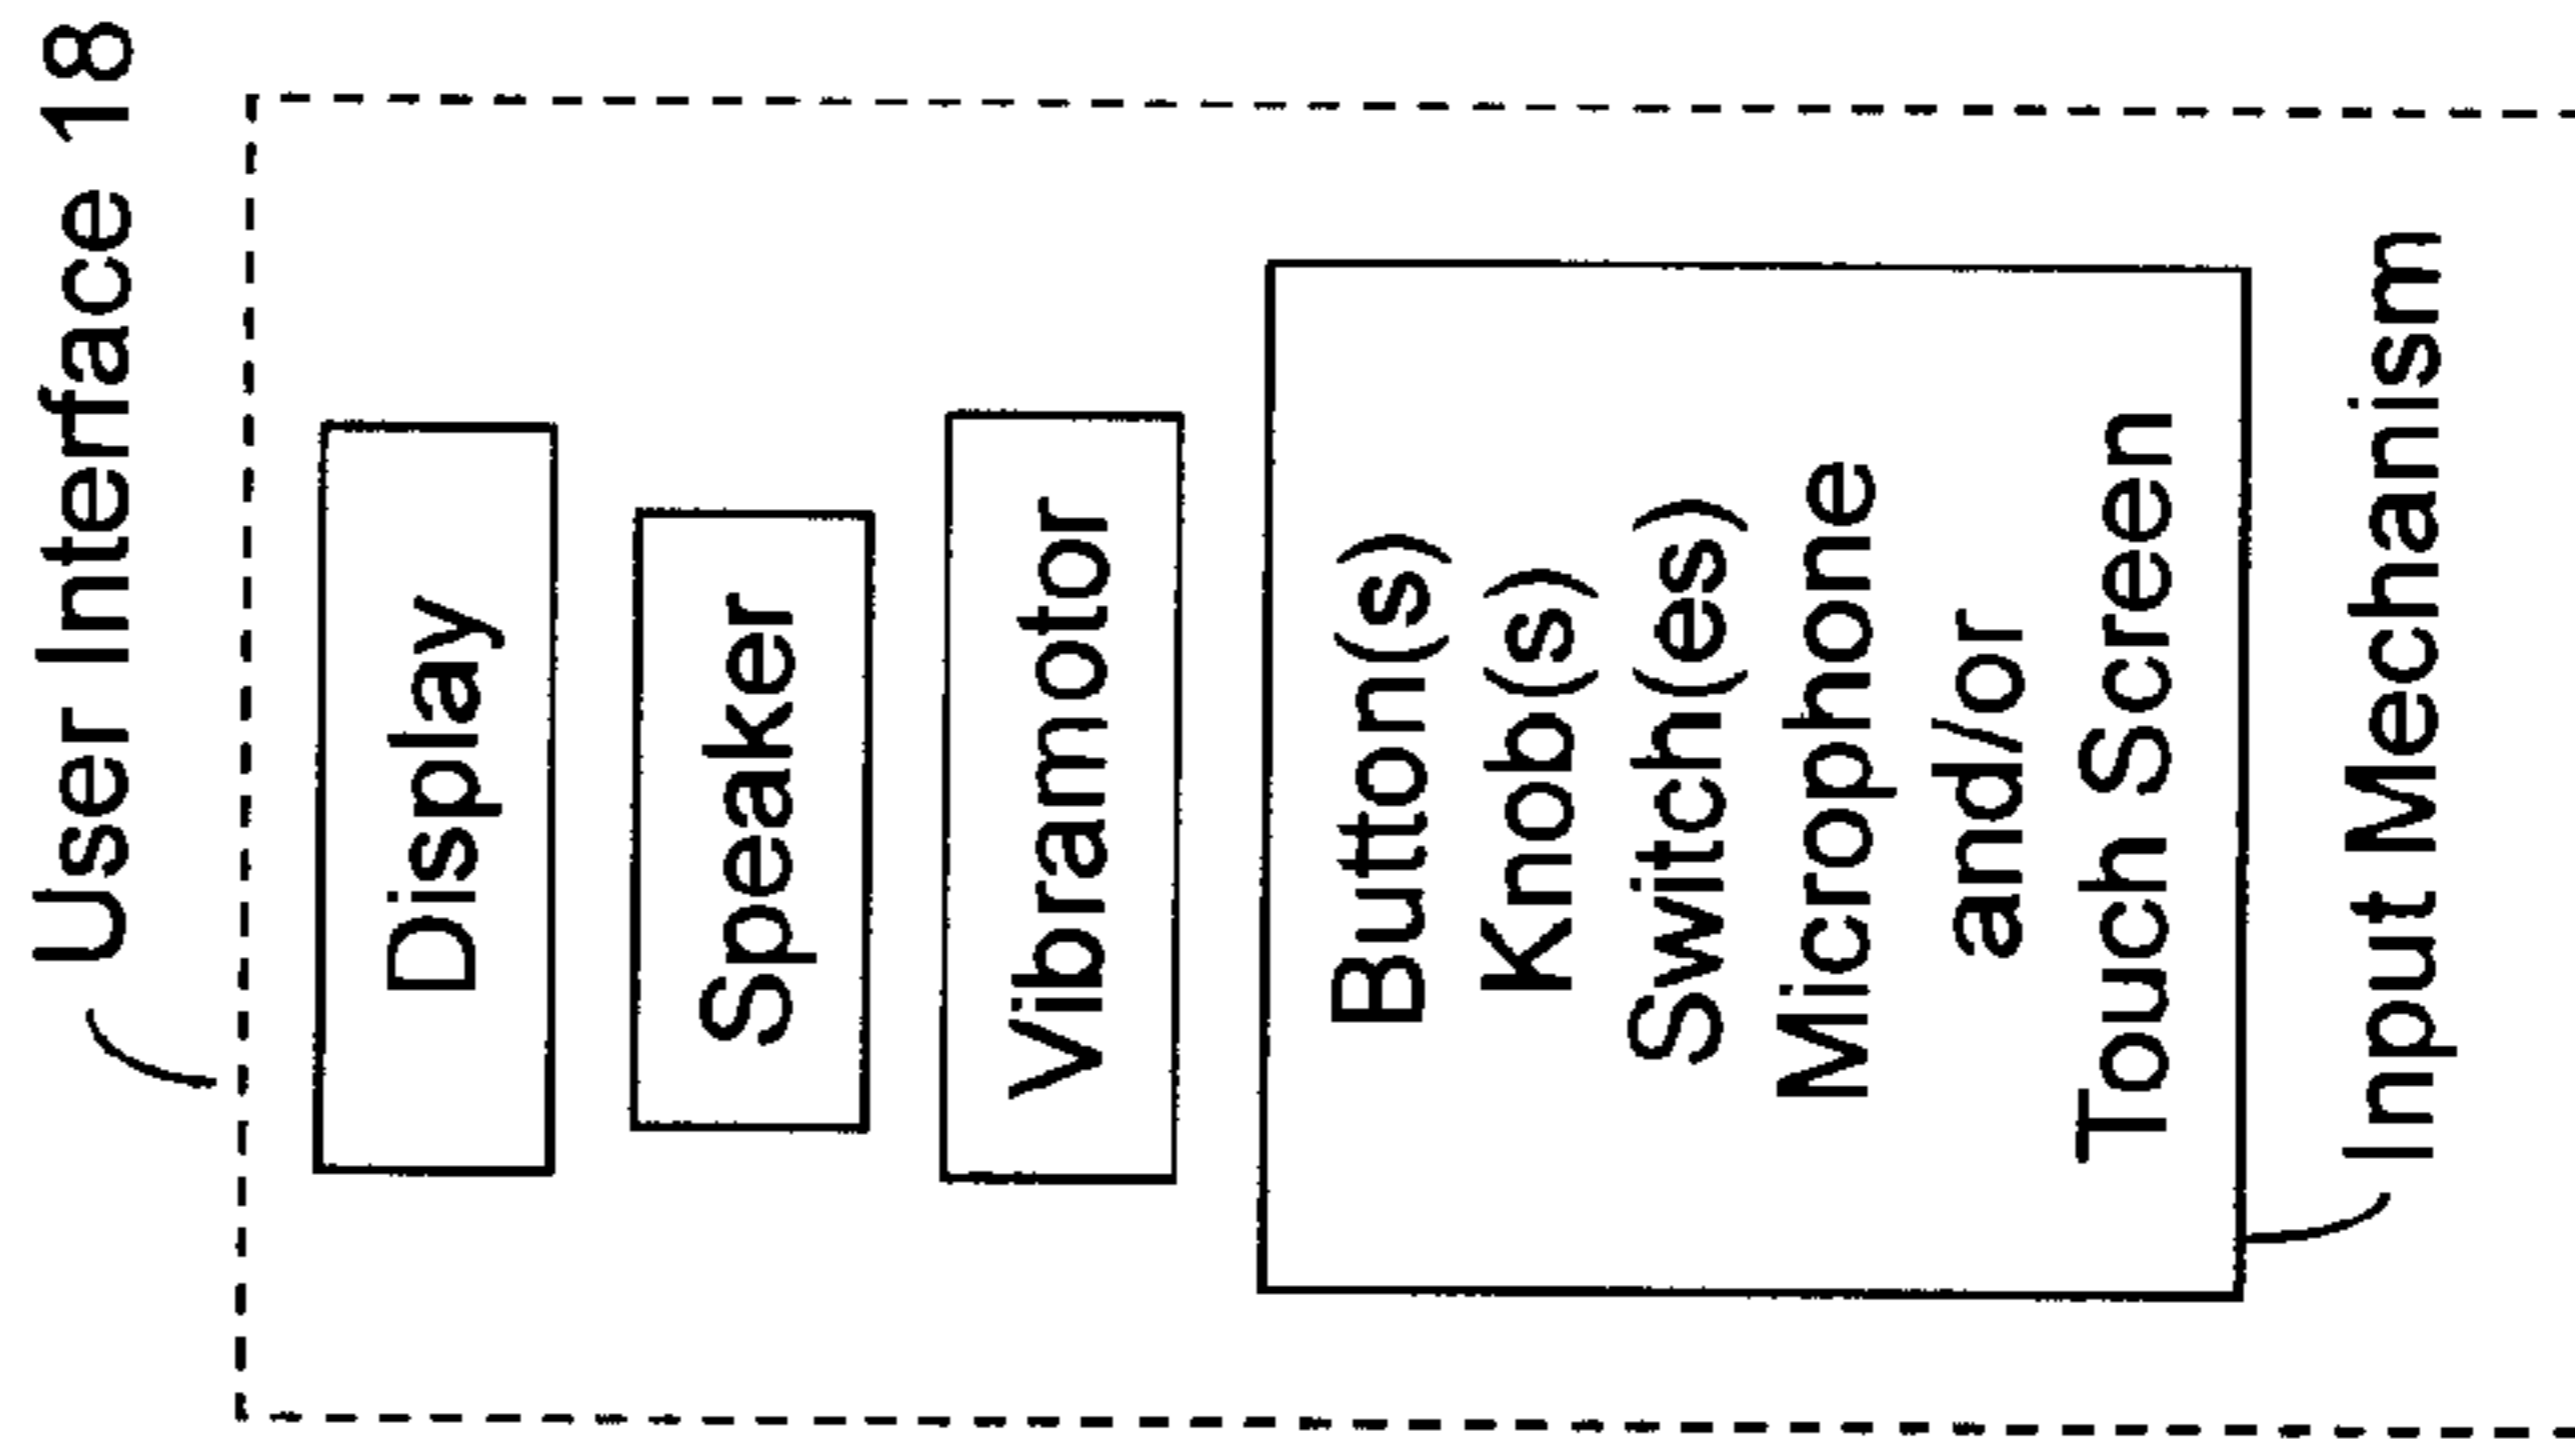 User Interface 18
Display
Speaker
Vibramotor
Button(s)
Knob(s)
Switch(es)
Microphone
and/or
Touch Screen
Input Mechanism